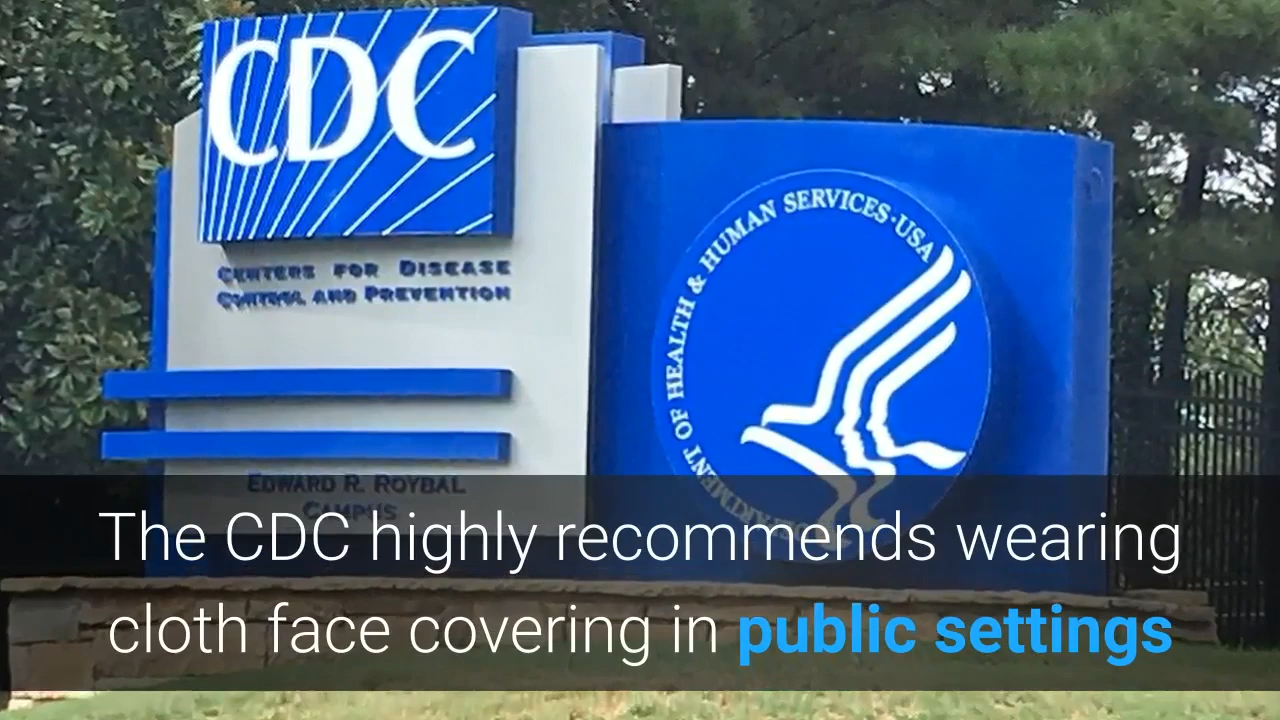 CDC
CENTERS FOR DISEASE
CONTROL AND PREVENTION
EDWARD R. ROYBAL
CAMPUS
DEPARTMENT OF HEALTH & HUMAN SERVICES·USA
The CDC highly recommends wearing
cloth face covering in public settings